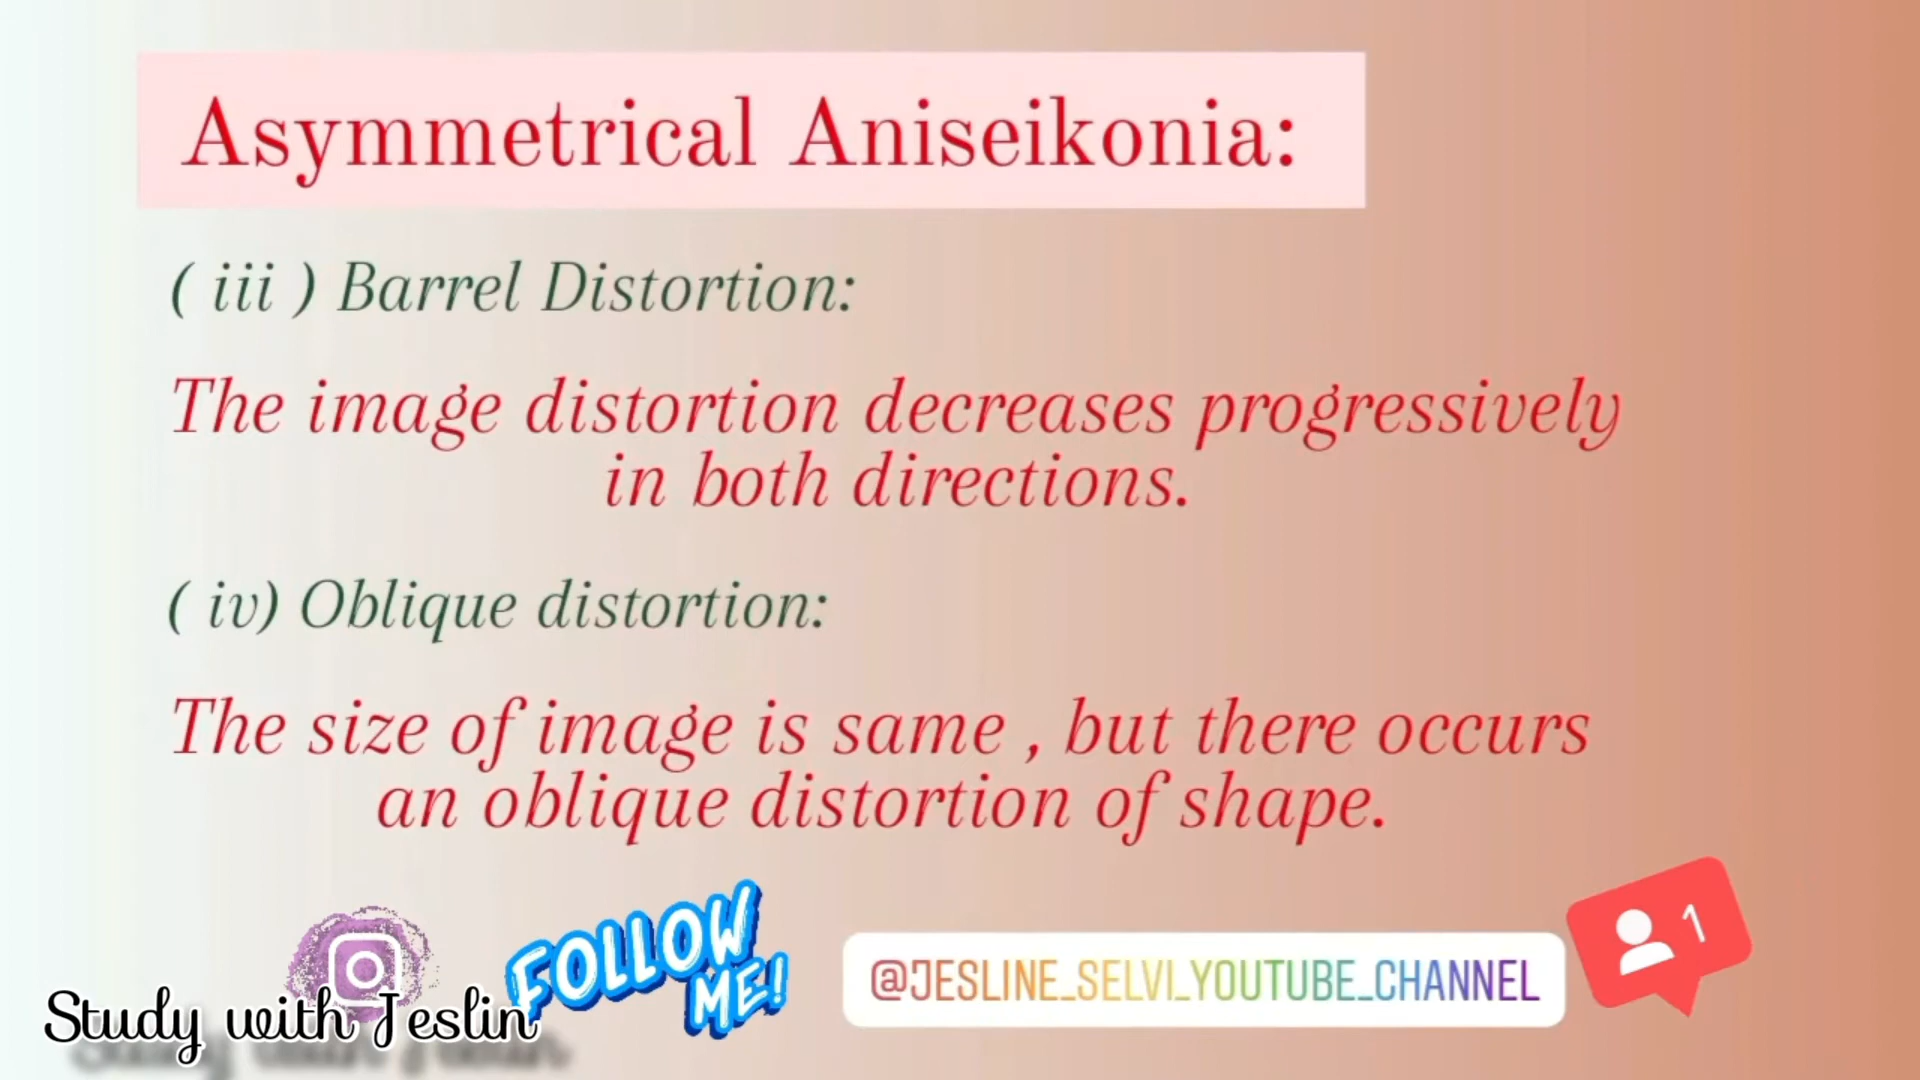 Asymmetrical Aniseikonia:
( iii ) Barrel Distortion:
The image distortion decreases progressively
in both directions.
( iv) Oblique distortion:
The size of image is same , but there occurs
an oblique distortion of shape.
FOLLOW
ME!
@JESLINE_SELVI_YOUTUBE_CHANNEL
1
Study with Jeslin